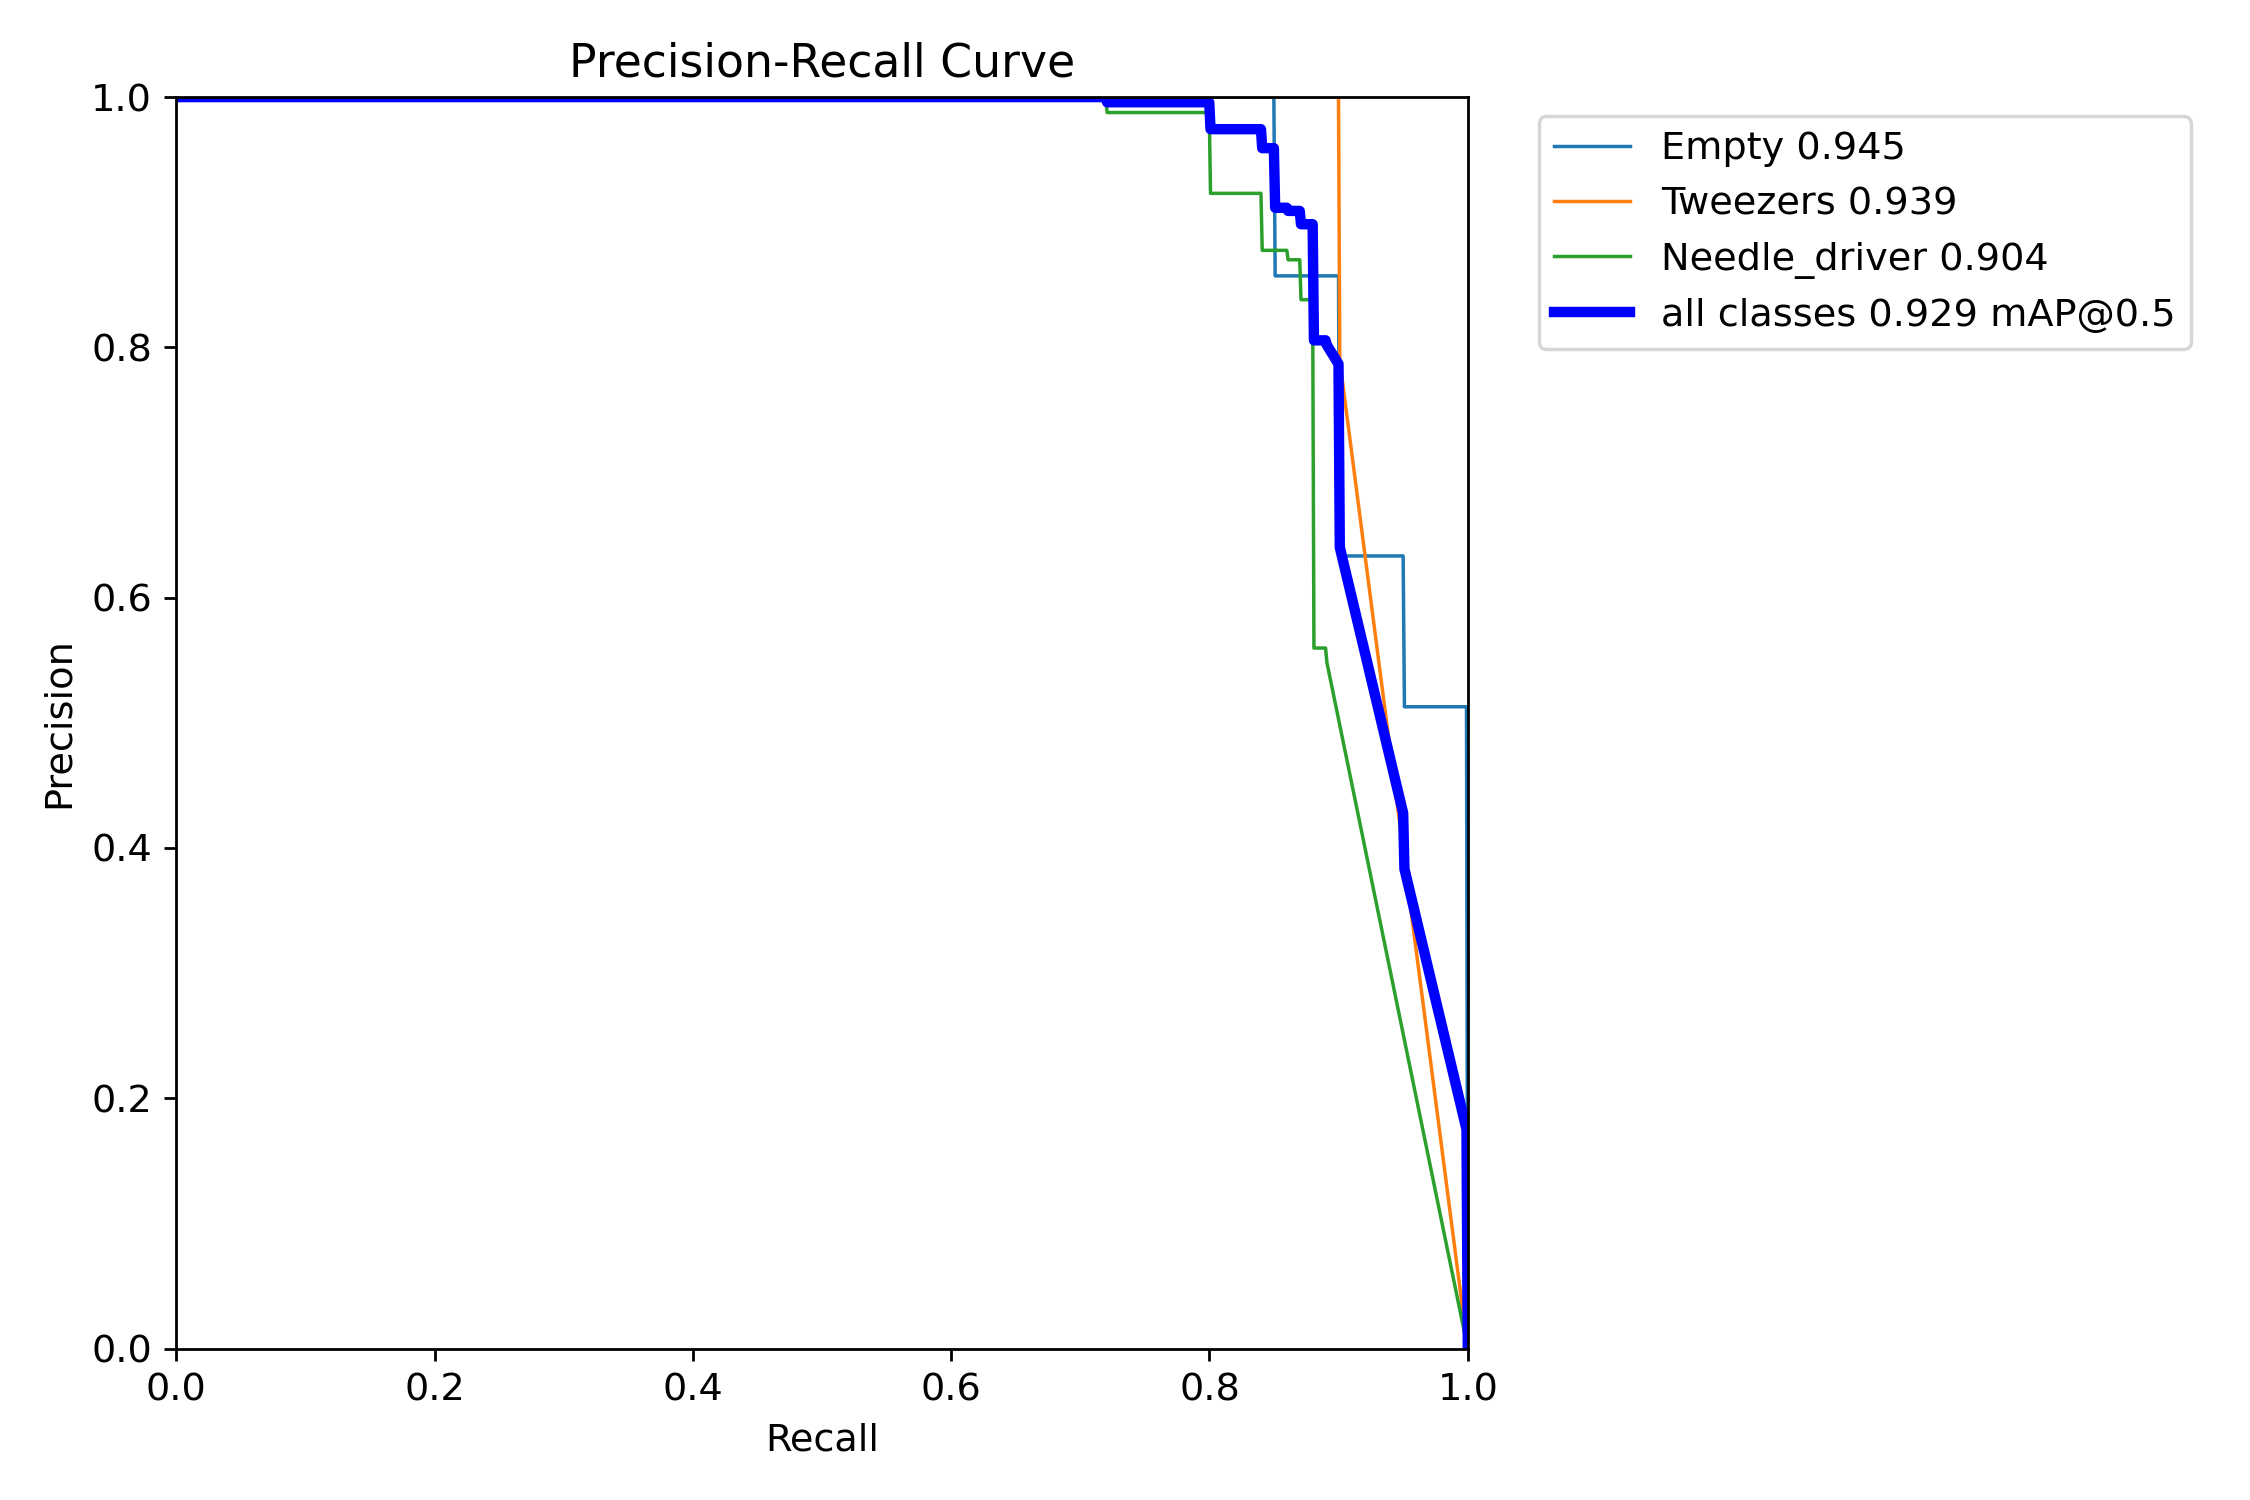 Precision-Recall Curve
1.0
0.8
0.6
0.4
0.2
0.0
Precision
0.0 0.2 0.4 0.6 0.8 1.0
Recall
Empty 0.945
Tweezers 0.939
Needle_driver 0.904
all classes 0.929 mAP@0.5